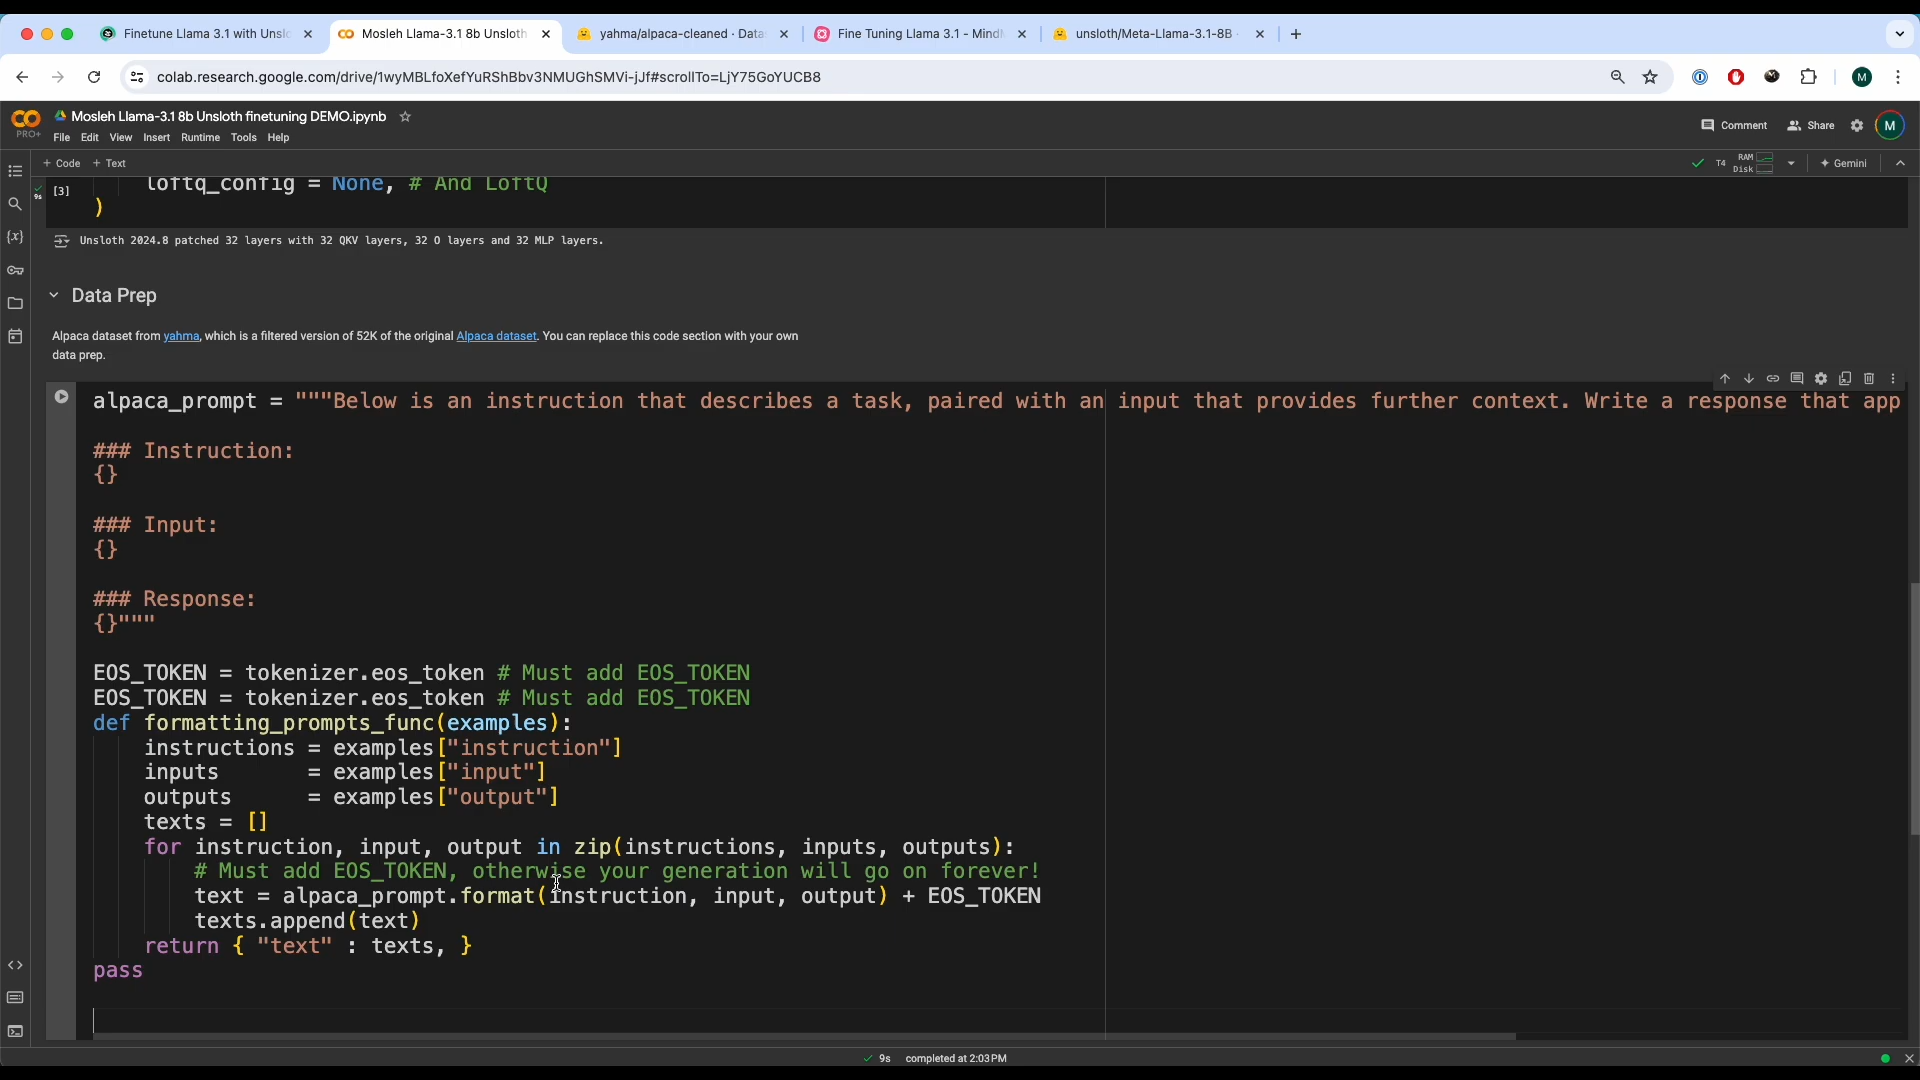 Finetune Llama 3.1 with Unslo
Mosleh Llama-3.1 8b Unsloth
yahma/alpaca-cleaned · Data
Fine Tuning Llama 3.1 - Mind
unsloth/Meta-Llama-3.1-8B
colab.research.google.com/drive/1wyMBLfoXefYuRShBbv3NMUGhSMVi-jJf#scrollTo=LjY75GoYUCB8
M
PRO+
Mosleh Llama-3.1 8b Unsloth finetuning DEMO.ipynb
File Edit View Insert Runtime Tools Help
Comment Share M
+ Code + Text
T4 RAM Disk Gemini
[3]
9s
loftq_config = None, # And LoftQ
)
Unsloth 2024.8 patched 32 layers with 32 QKV layers, 32 O layers and 32 MLP layers.
Data Prep
Alpaca dataset from yahma, which is a filtered version of 52K of the original Alpaca dataset. You can replace this code section with your own
data prep.
alpaca_prompt = """Below is an instruction that describes a task, paired with an input that provides further context. Write a response that app
### Instruction:
{}
### Input:
{}
### Response:
{}"""
EOS_TOKEN = tokenizer.eos_token # Must add EOS_TOKEN
EOS_TOKEN = tokenizer.eos_token # Must add EOS_TOKEN
def formatting_prompts_func(examples):
instructions = examples["instruction"]
inputs = examples["input"]
outputs = examples["output"]
texts = []
for instruction, input, output in zip(instructions, inputs, outputs):
# Must add EOS_TOKEN, otherwise your generation will go on forever!
text = alpaca_prompt.format(instruction, input, output) + EOS_TOKEN
texts.append(text)
return { "text" : texts, }
pass
9s completed at 2:03 PM